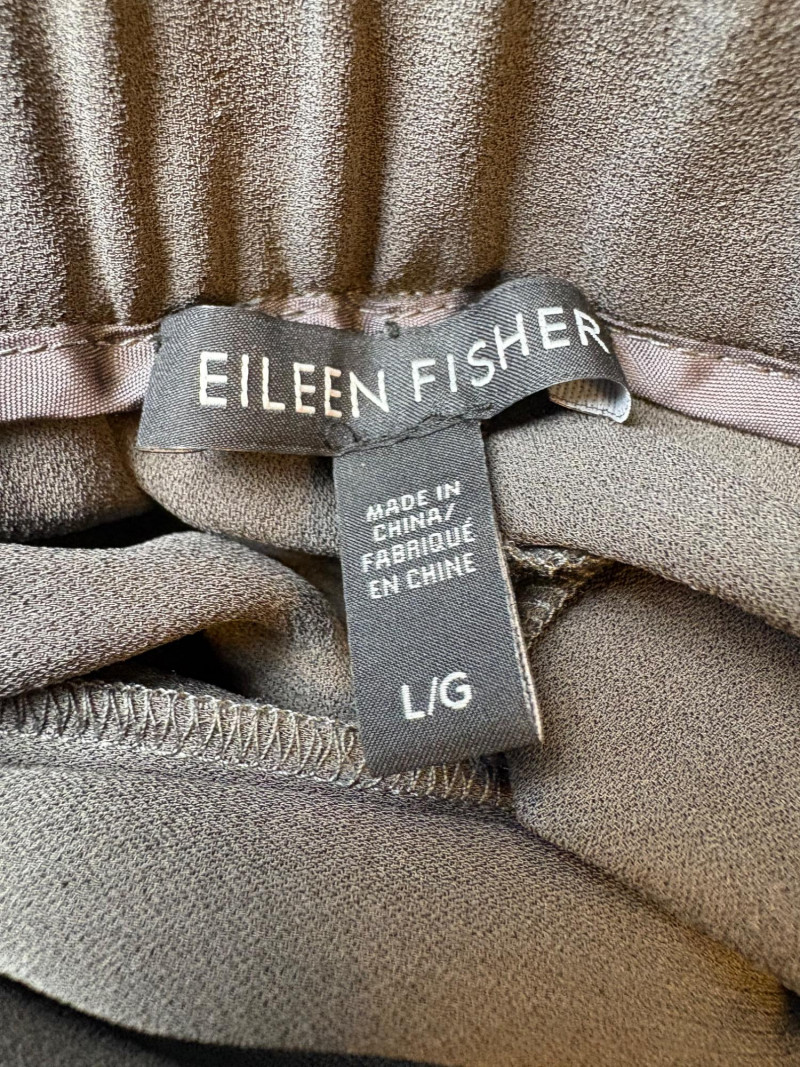 EILEEN FISHER
MADE IN
CHINA/
FABRIQUÉ
EN CHINE
L/G